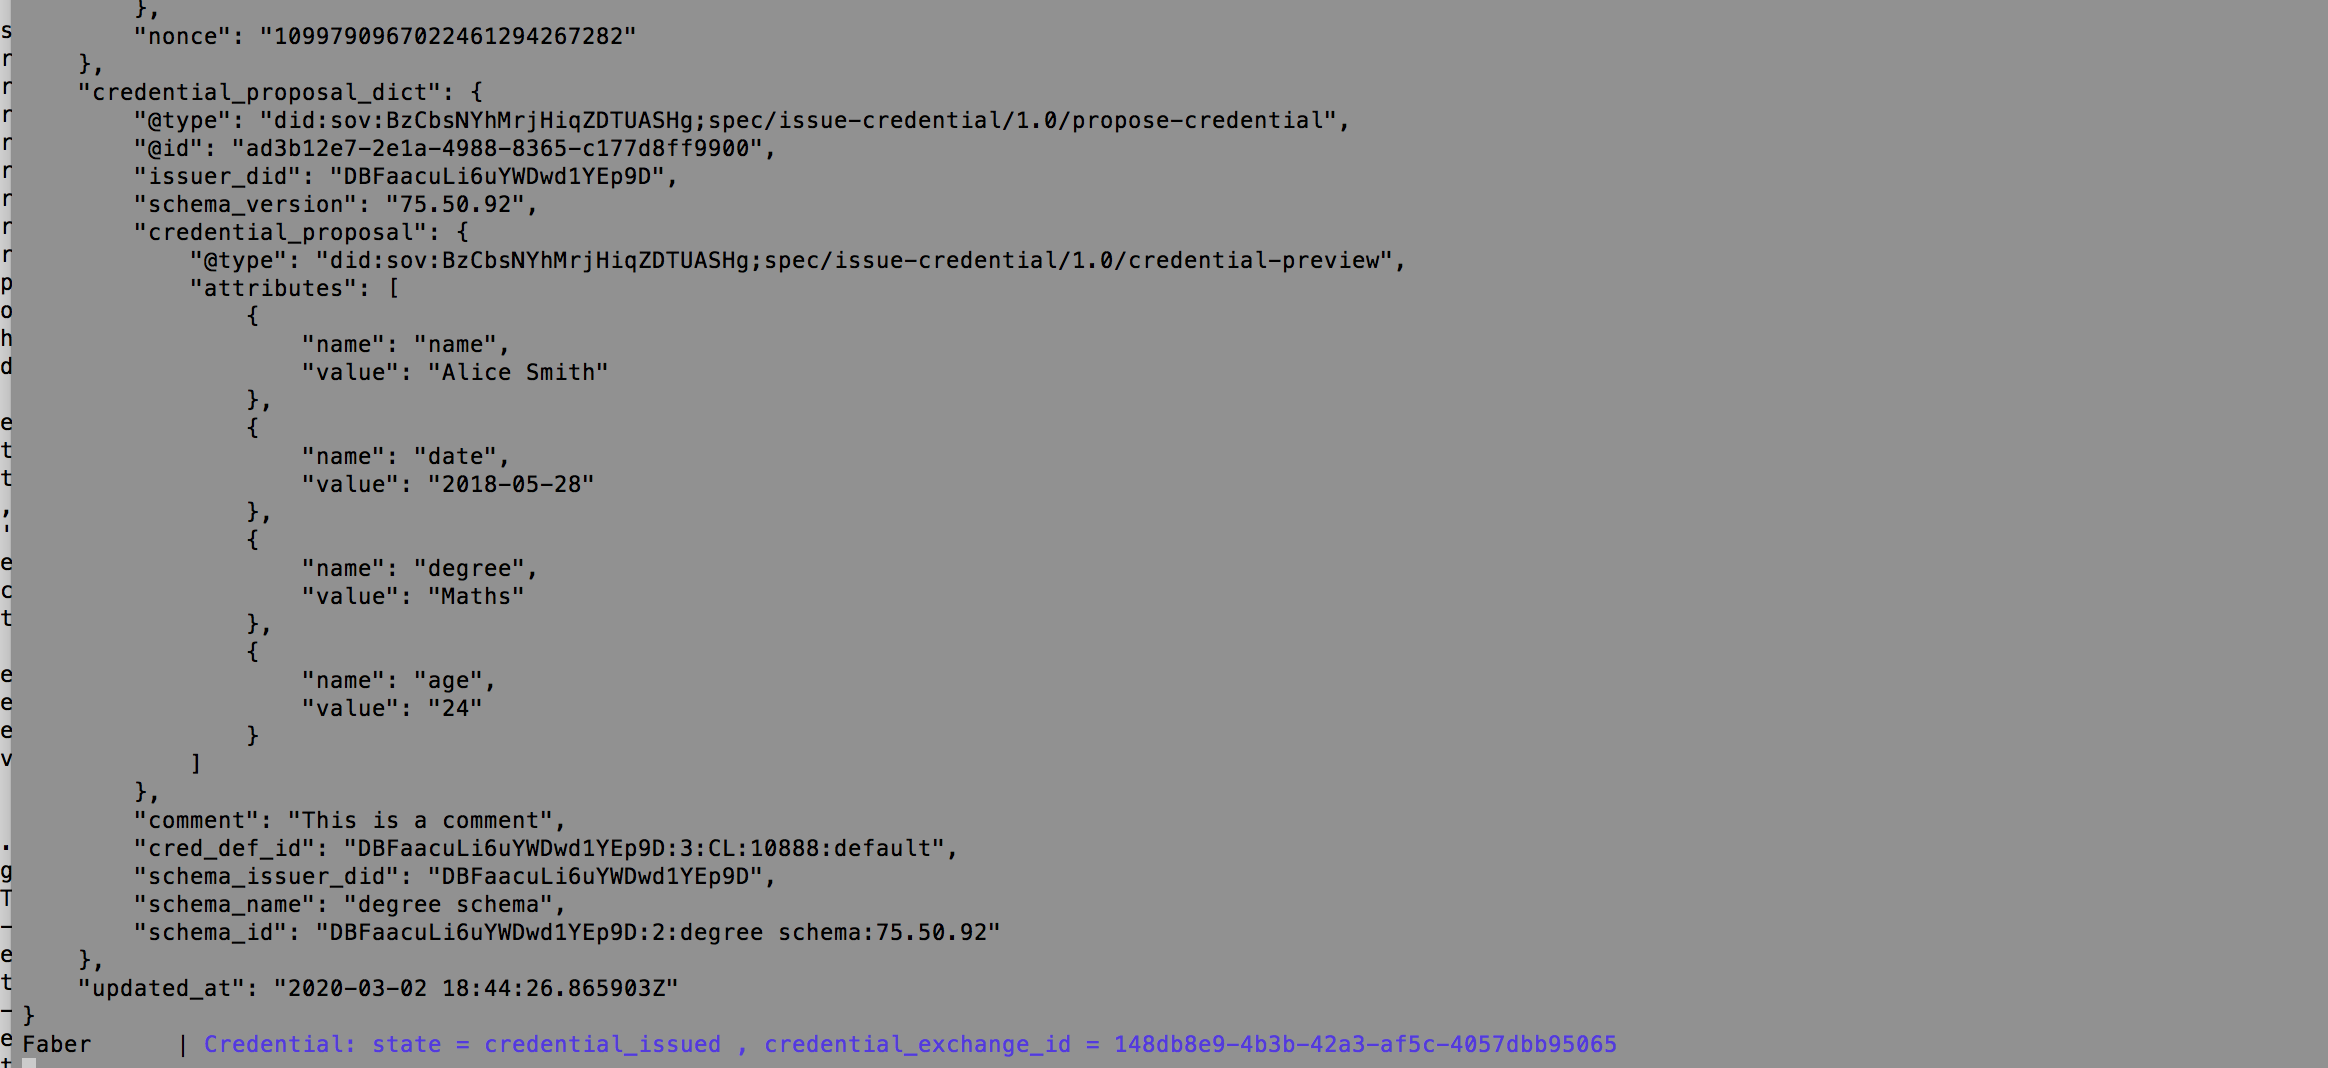 },
"nonce": "1099790967022461294267282"
},
"credential_proposal_dict": {
"@type": "did:sov:BzCbsNYhMrjHiqZDTUASHg;spec/issue-credential/1.0/propose-credential",
"@id": "ad3b12e7-2e1a-4988-8365-c177d8ff9900",
"issuer_did": "DBFaacuLi6uYWDwd1YEp9D",
"schema_version": "75.50.92",
"credential_proposal": {
"@type": "did:sov:BzCbsNYhMrjHiqZDTUASHg;spec/issue-credential/1.0/credential-preview",
"attributes": [
{
"name": "name",
"value": "Alice Smith"
},
{
"name": "date",
"value": "2018-05-28"
},
{
"name": "degree",
"value": "Maths"
},
{
"name": "age",
"value": "24"
}
]
},
"comment": "This is a comment",
"cred_def_id": "DBFaacuLi6uYWDwd1YEp9D:3:CL:10888:default",
"schema_issuer_did": "DBFaacuLi6uYWDwd1YEp9D",
"schema_name": "degree schema",
"schema_id": "DBFaacuLi6uYWDwd1YEp9D:2:degree schema:75.50.92"
},
"updated_at": "2020-03-02 18:44:26.865903Z"
}
Faber | Credential: state = credential_issued , credential_exchange_id = 148db8e9-4b3b-42a3-af5c-4057dbb95065